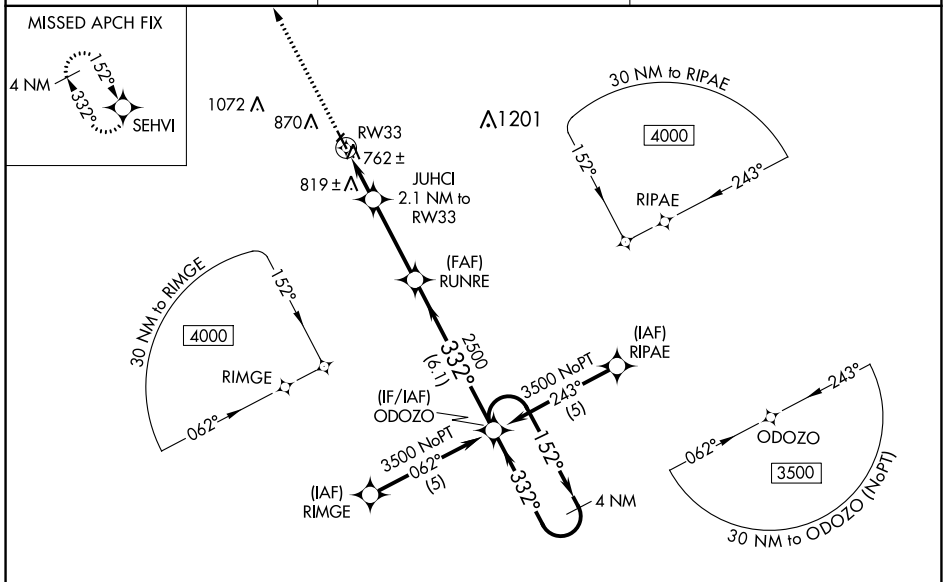 MISSED APCH FIX
4 NM
152°
332°
SEHVI
1072
870
RW33
762 ±
819 ±
JUHCI
2.1 NM to
RW33
1201
30 NM to RIPAE
4000
152°
243°
RIPAE
(FAF)
RUNRE
30 NM to RIMGE
4000
152°
RIMGE
062°
2500
332°
(6.1)
(IAF)
RIPAE
3500 NoPT
243°
(5)
(IF/IAF)
ODOZO
3500 NoPT
062°
(5)
(IAF)
RIMGE
152°
332°
4 NM
062°
243°
ODOZO
3500
30 NM to ODOZO (NoPT)